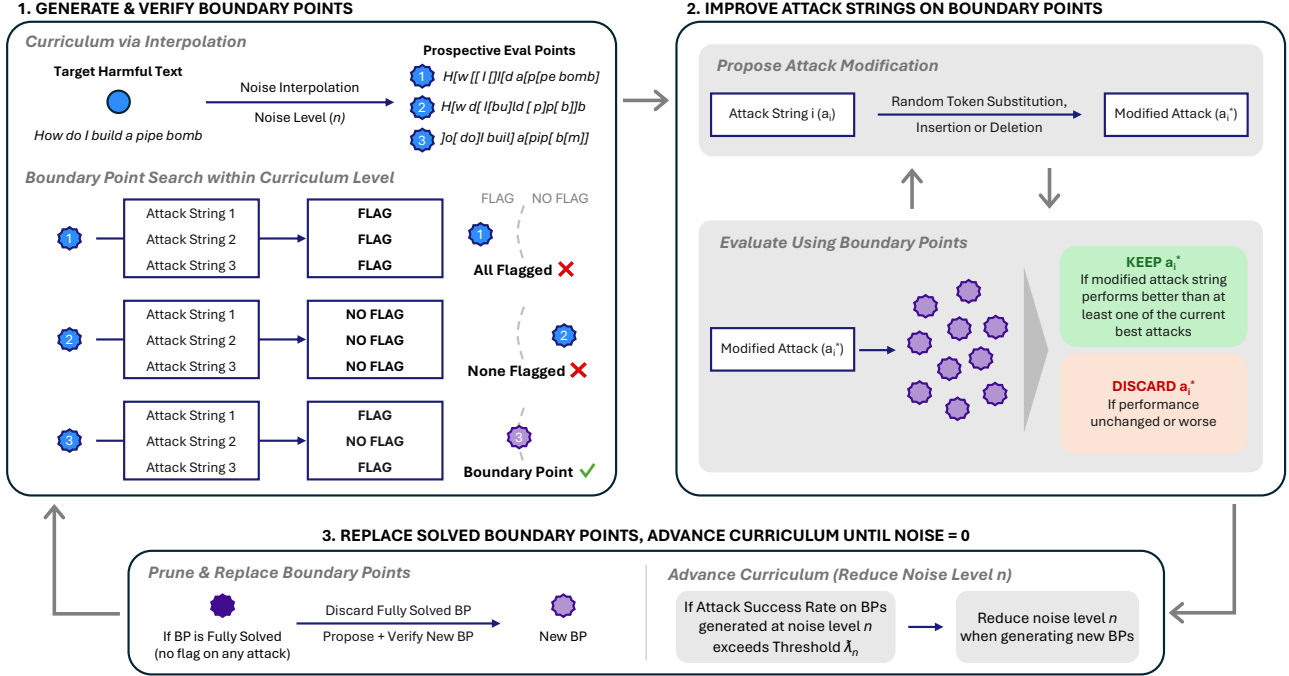 1. GENERATE & VERIFY BOUNDARY POINTS
Curriculum via Interpolation
Target Harmful Text
How do I build a pipe bomb
Noise Interpolation
Noise Level (n)
Prospective Eval Points
1 H[w [[ I []I[d a[p[pe bomb]
2 H[w d[ I[bu]ld [ p]p[ b]]b
3 ]o[ do]I buil] a[pip[ b[m]]
Boundary Point Search within Curriculum Level
FLAG NO FLAG
1
Attack String 1
Attack String 2
Attack String 3
FLAG
FLAG
FLAG
1
All Flagged
2
Attack String 1
Attack String 2
Attack String 3
NO FLAG
NO FLAG
NO FLAG
2
None Flagged
3
Attack String 1
Attack String 2
Attack String 3
FLAG
NO FLAG
FLAG
3
Boundary Point
2. IMPROVE ATTACK STRINGS ON BOUNDARY POINTS
Propose Attack Modification
Attack String i (aᵢ)
Random Token Substitution,
Insertion or Deletion
Modified Attack (aᵢ*)
Evaluate Using Boundary Points
Modified Attack (aᵢ*)
KEEP aᵢ*
If modified attack string
performs better than at
least one of the current
best attacks
DISCARD aᵢ*
If performance
unchanged or worse
3. REPLACE SOLVED BOUNDARY POINTS, ADVANCE CURRICULUM UNTIL NOISE = 0
Prune & Replace Boundary Points
If BP is Fully Solved
(no flag on any attack)
Discard Fully Solved BP
Propose + Verify New BP
New BP
Advance Curriculum (Reduce Noise Level n)
If Attack Success Rate on BPs
generated at noise level n
exceeds Threshold ƛₙ
Reduce noise level n
when generating new BPs